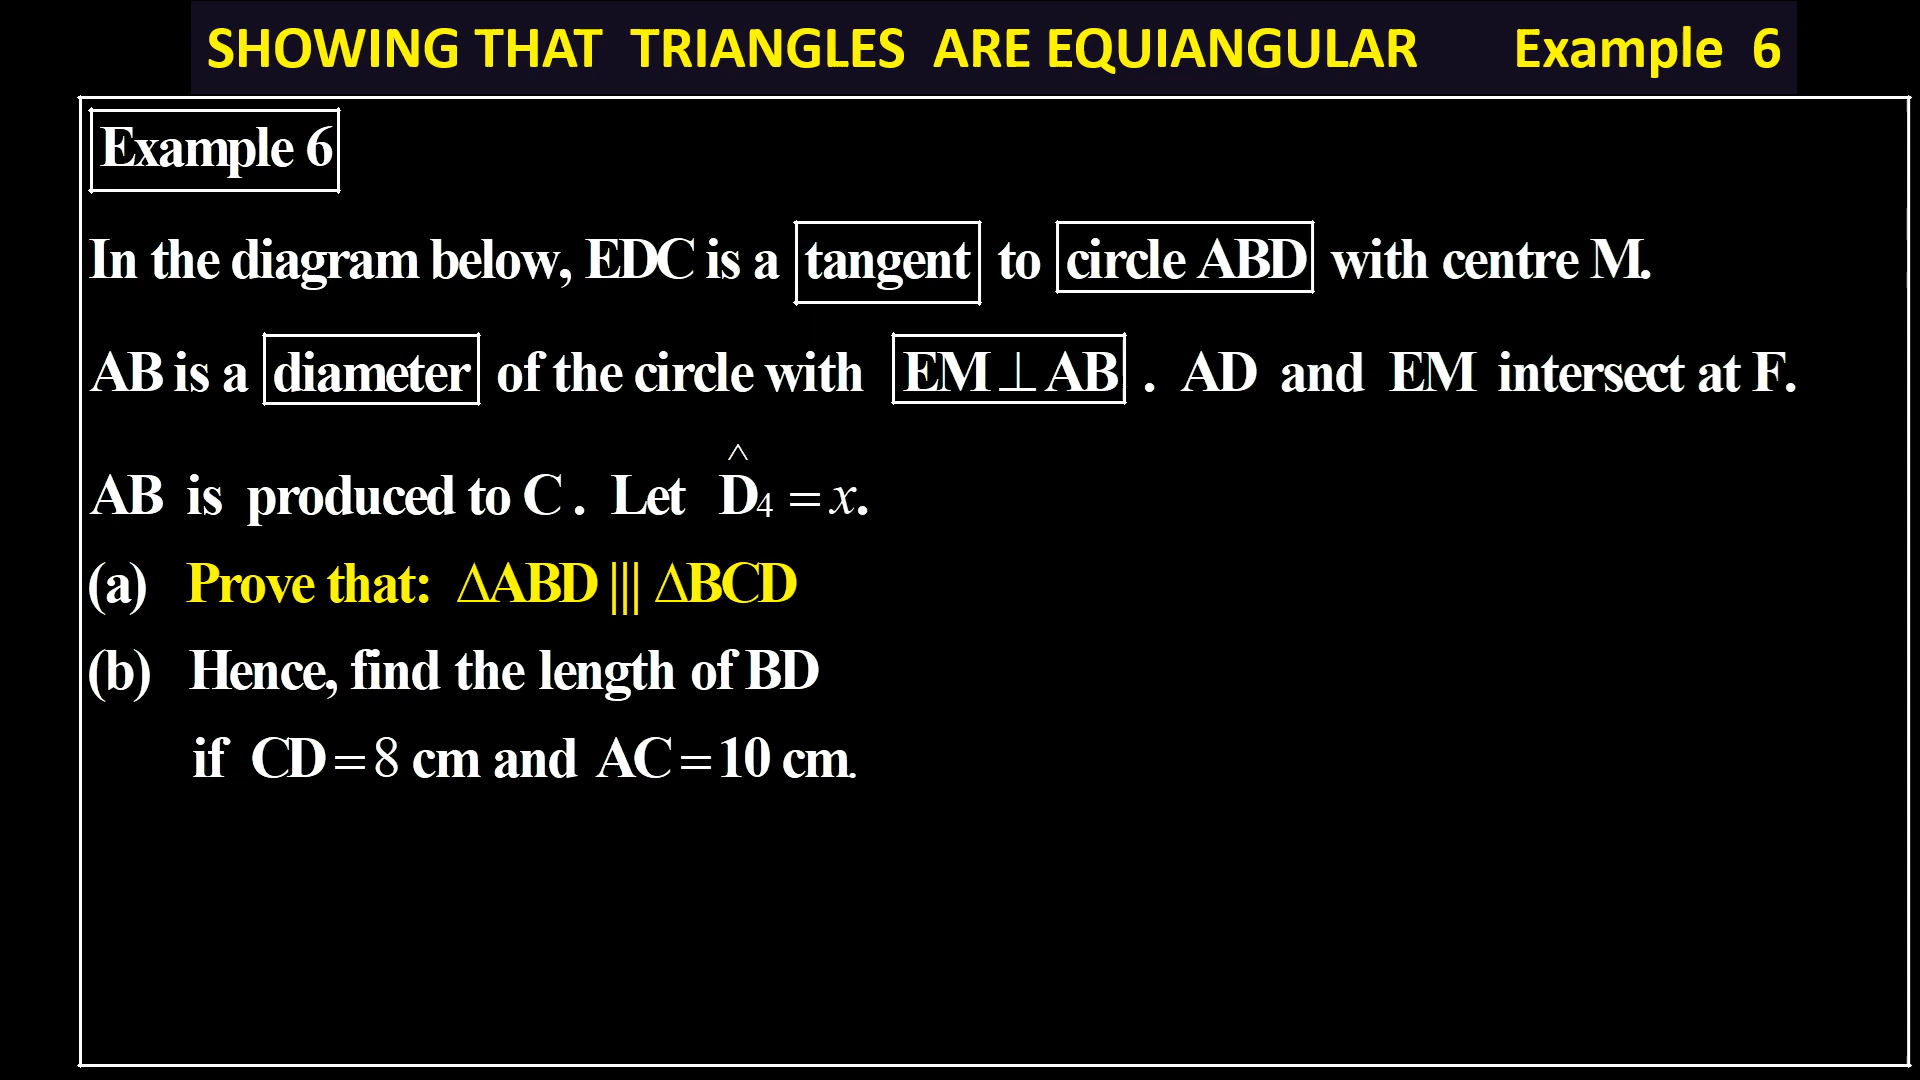 SHOWING THAT TRIANGLES ARE EQUIANGULAR Example 6
Example 6
In the diagram below, EDC is a tangent to circle ABD with centre M.
AB is a diameter of the circle with EM ⊥ AB . AD and EM intersect at F.
AB is produced to C . Let D̂₄ = x.
(a) Prove that: ΔABD ||| ΔBCD
(b) Hence, find the length of BD
if CD = 8 cm and AC = 10 cm.